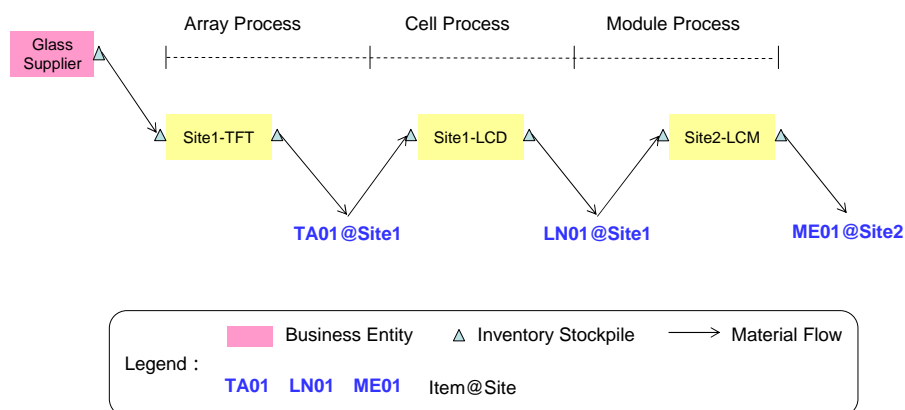 Array Process Cell Process Module Process
Glass
Supplier
Site1-TFT Site1-LCD Site2-LCM
TA01@Site1 LN01@Site1 ME01@Site2
Business Entity Inventory Stockpile Material Flow
Legend :
TA01 LN01 ME01 Item@Site